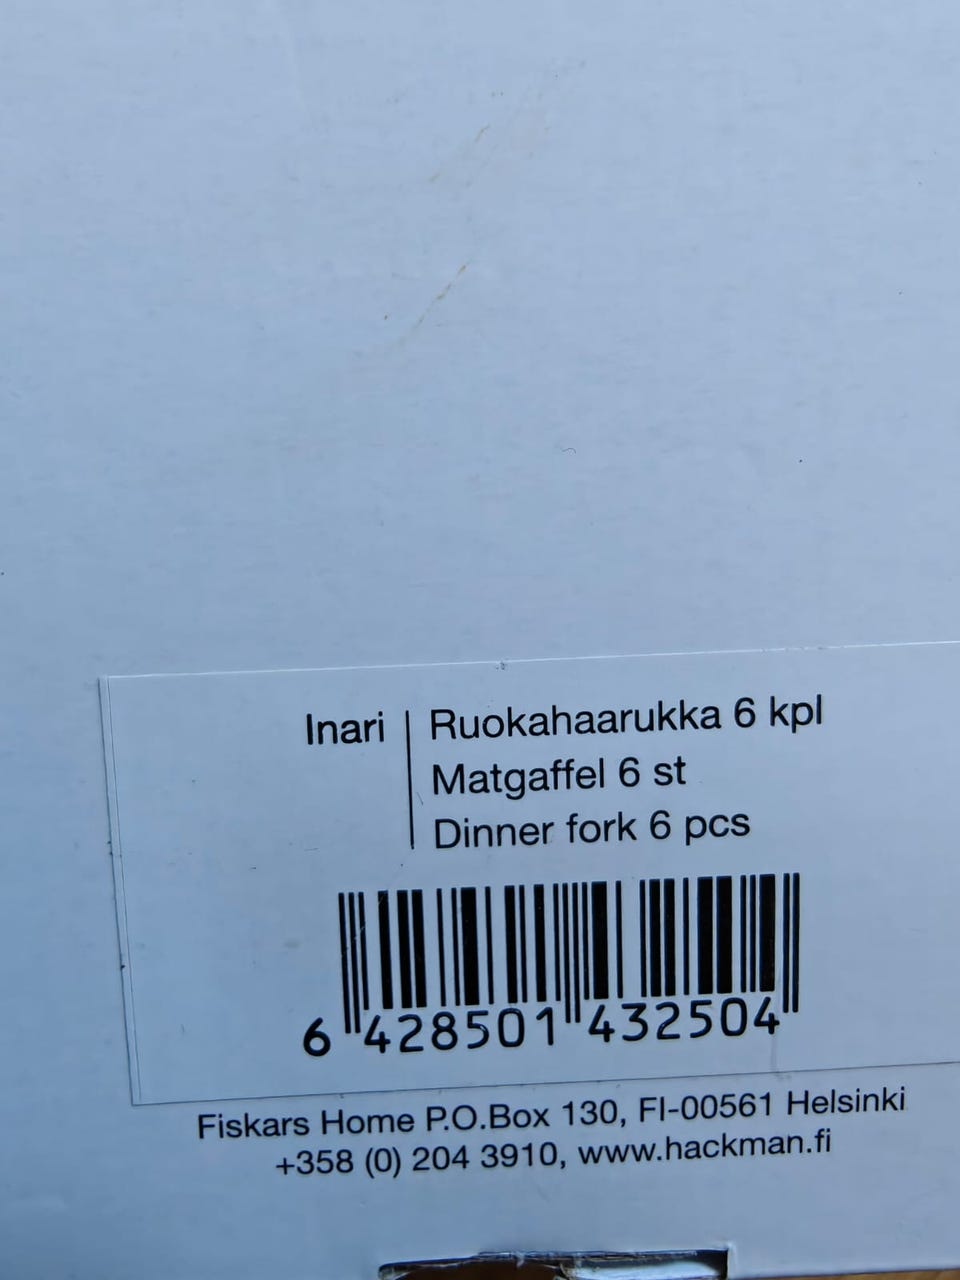 Inari
Ruokahaarukka 6 kpl
Matgaffel 6 st
Dinner fork 6 pcs
6 428501 432504
Fiskars Home P.O.Box 130, FI-00561 Helsinki
+358 (0) 204 3910, www.hackman.fi